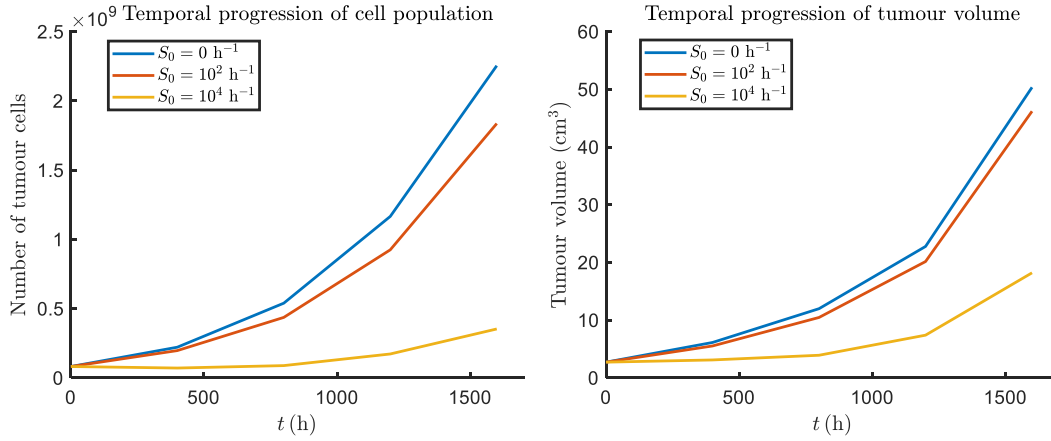 ×10⁹
Temporal progression of cell population
2.5
2
1.5
1
0.5
0
S₀ = 0 h⁻¹
S₀ = 10² h⁻¹
S₀ = 10⁴ h⁻¹
Number of tumour cells
0
500
1000
1500
t (h)
Temporal progression of tumour volume
60
50
40
30
20
10
0
S₀ = 0 h⁻¹
S₀ = 10² h⁻¹
S₀ = 10⁴ h⁻¹
Tumour volume (cm³)
0
500
1000
1500
t (h)